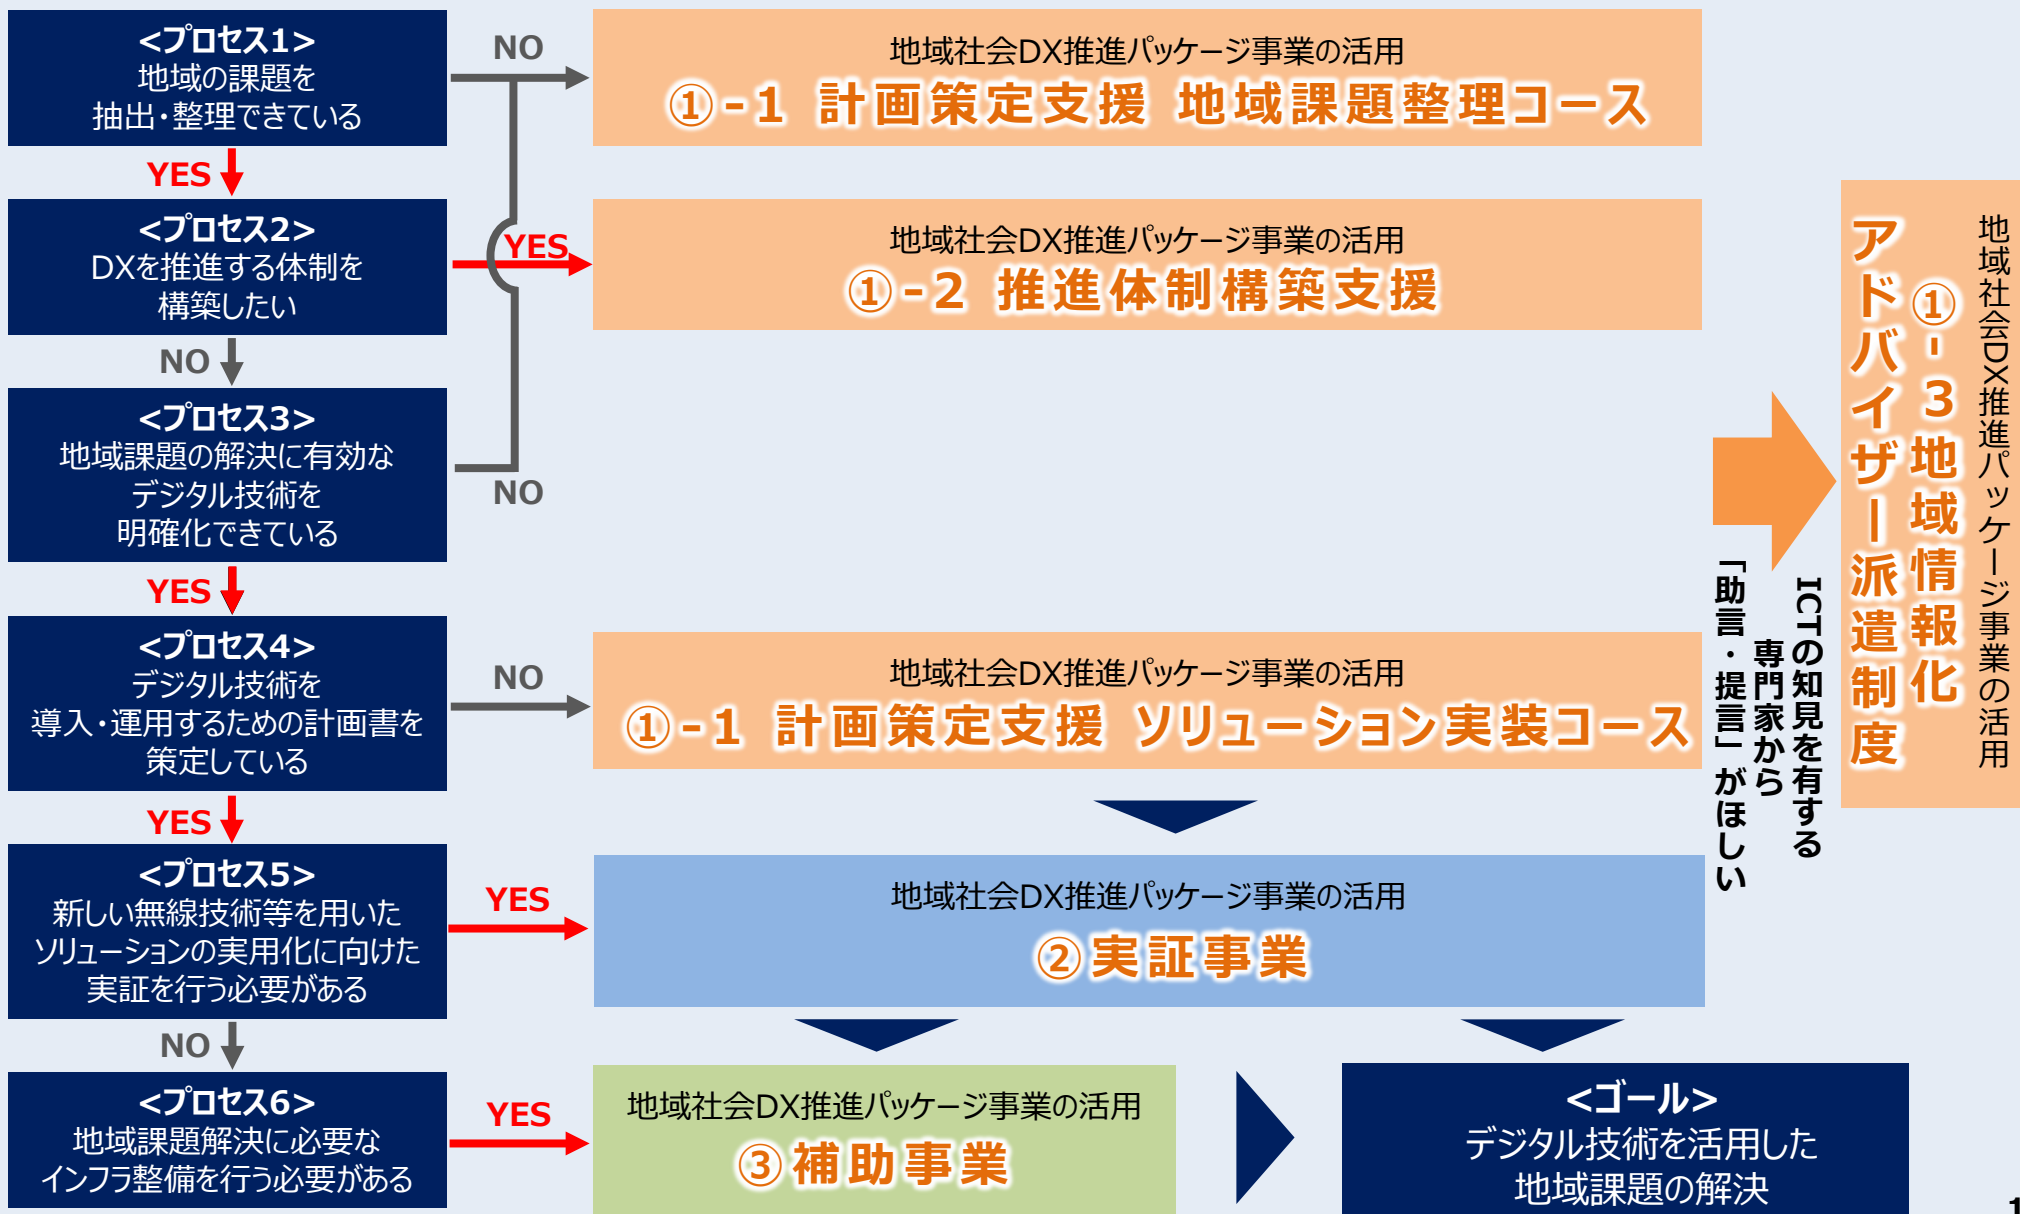 <プロセス1>
地域の課題を
抽出・整理できている
NO
地域社会DX推進パッケージ事業の活用
①-1 計画策定支援 地域課題整理コース
YES
<プロセス2>
DXを推進する体制を
構築したい
YES
地域社会DX推進パッケージ事業の活用
①-2 推進体制構築支援
NO
<プロセス3>
地域課題の解決に有効な
デジタル技術を
明確化できている
NO
YES
<プロセス4>
デジタル技術を
導入・運用するための計画書を
策定している
NO
地域社会DX推進パッケージ事業の活用
①-1 計画策定支援 ソリューション実装コース
YES
<プロセス5>
新しい無線技術等を用いた
ソリューションの実用化に向けた
実証を行う必要がある
YES
地域社会DX推進パッケージ事業の活用
②実証事業
NO
<プロセス6>
地域課題解決に必要な
インフラ整備を行う必要がある
YES
地域社会DX推進パッケージ事業の活用
③補助事業
<ゴール>
デジタル技術を活用した
地域課題の解決
ICTの知見を有する
専門家から
「助言・提言」がほしい
地域社会DX推進パッケージ事業の活用
①-3地域情報化
アドバイザー派遣制度
1